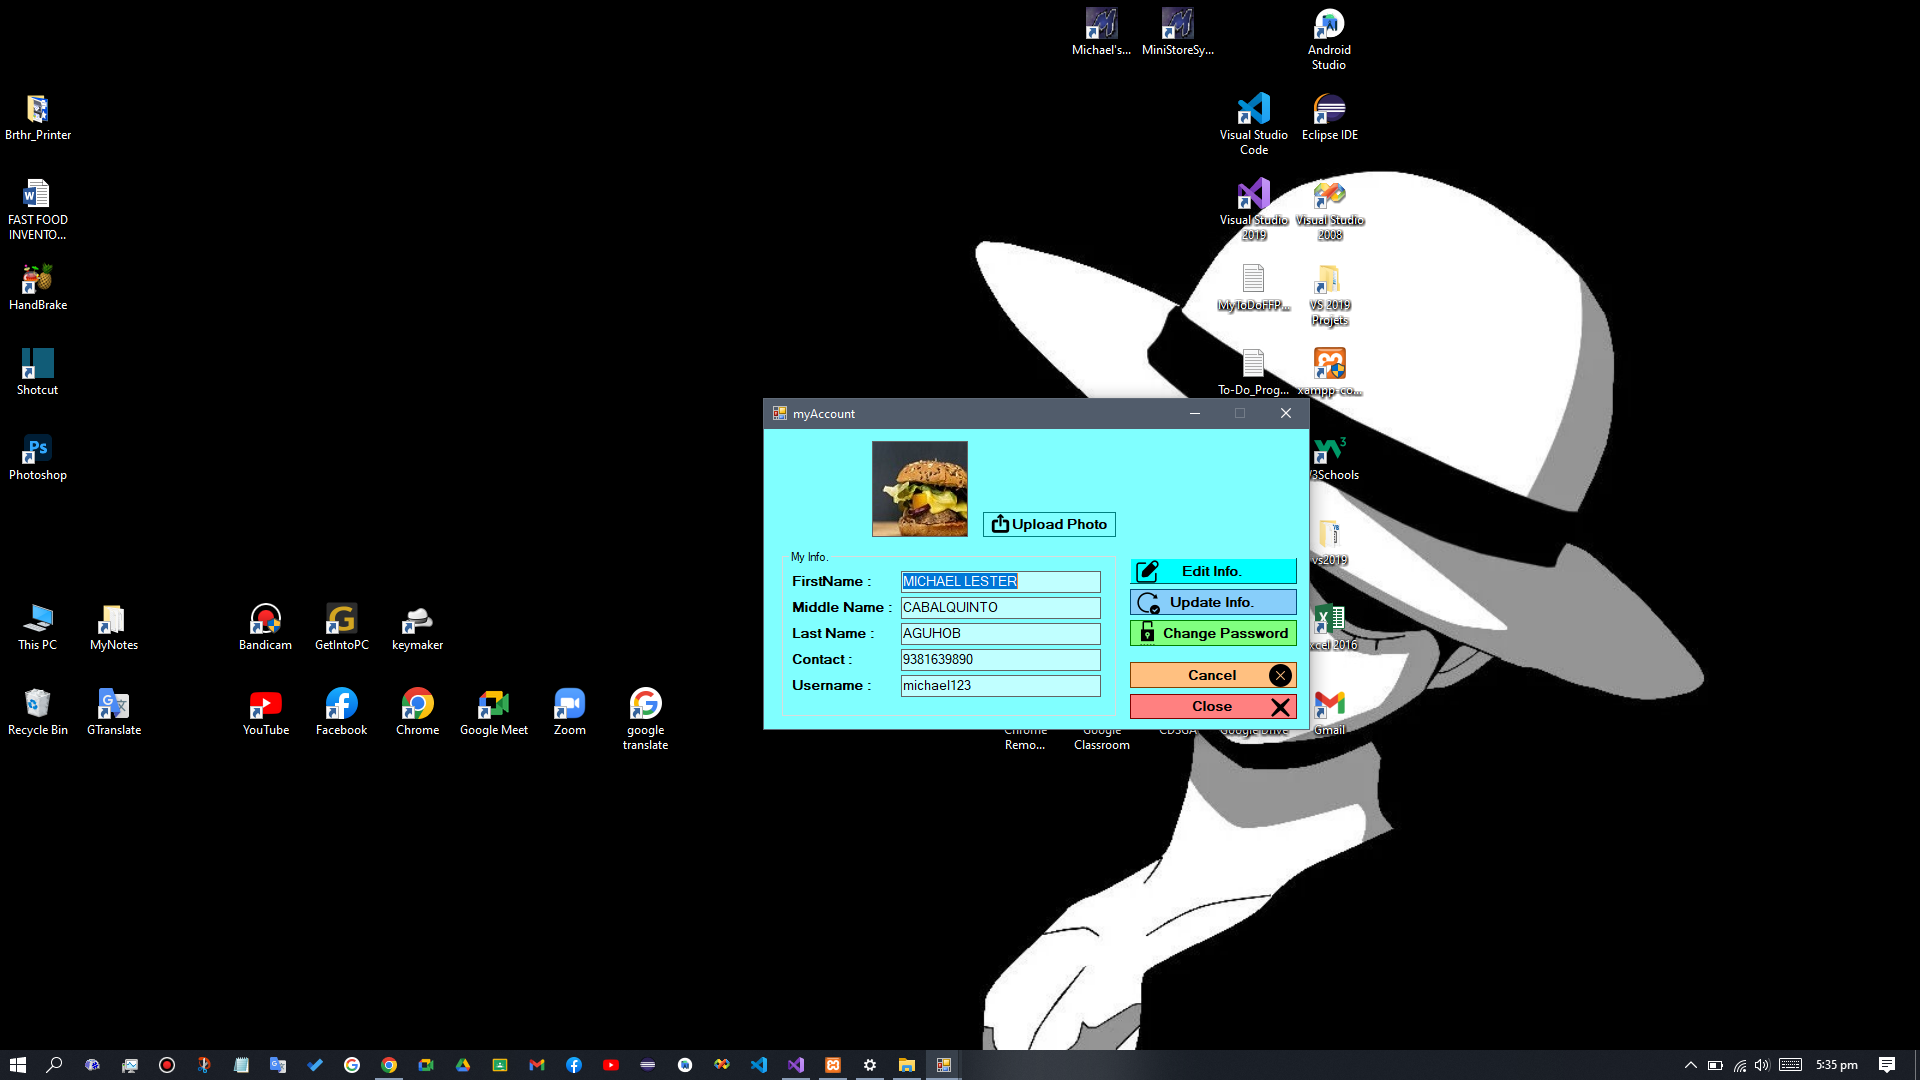 Michael's...
MiniStoreSy...
Android
Studio
Brthr_Printer
Visual Studio
Code
Eclipse IDE
FAST FOOD
INVENTO...
Visual Studio
2019
Visual Studio
2008
HandBrake
MyToDoFFP...
VS 2019
Projets
Shotcut
To-Do_Prog...
xampp-co...
Photoshop
myAccount
3
/3Schools
Upload Photo
My Info.
vs2019
FirstName :
MICHAEL LESTER
Edit Info.
Middle Name :
CABALQUINTO
Update Info.
Last Name :
AGUHOB
Change Password
Contact :
9381639890
Username :
michael123
Cancel
Close
This PC
MyNotes
Bandicam
GetIntoPC
keymaker
xcel 2016
Recycle Bin
GTranslate
YouTube
Facebook
Chrome
Google Meet
Zoom
google
translate
Chrome
Remo...
Google
Classroom
CDSGA
Google Drive
Gmail
5:35 pm